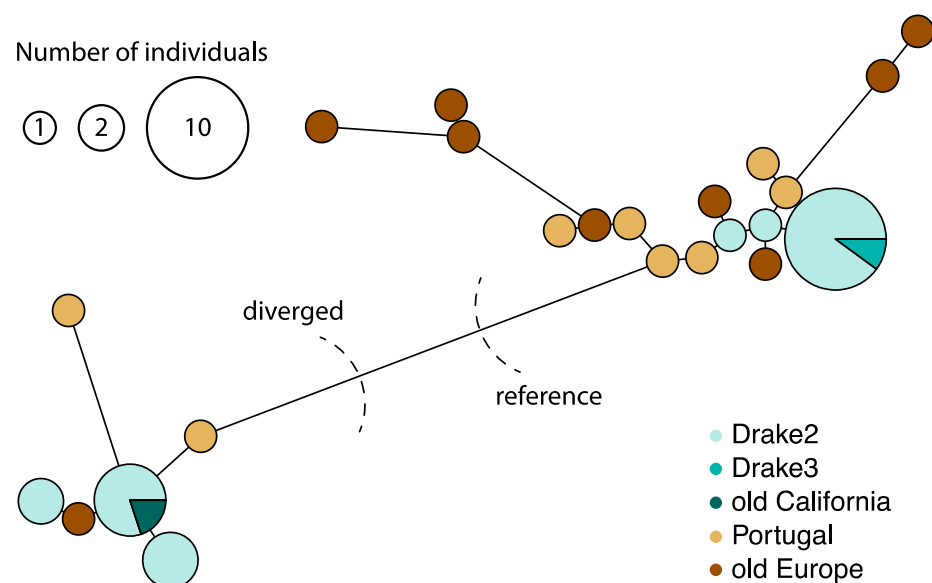 Number of individuals
1 2 10
diverged
reference
Drake2
Drake3
old California
Portugal
old Europe